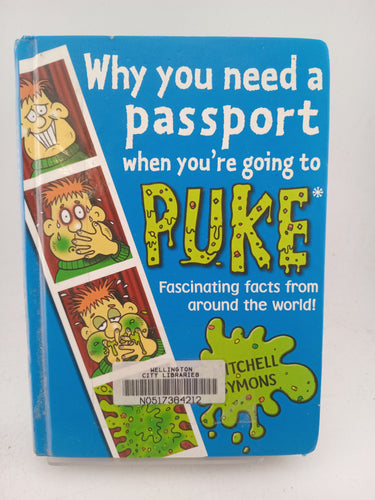 Why you need a
passport
when you're going to
PUKE*
Fascinating facts from
around the world!
ITCHELL
YMONS
WELLINGTON
CITY LIBRARIES
N0517364212